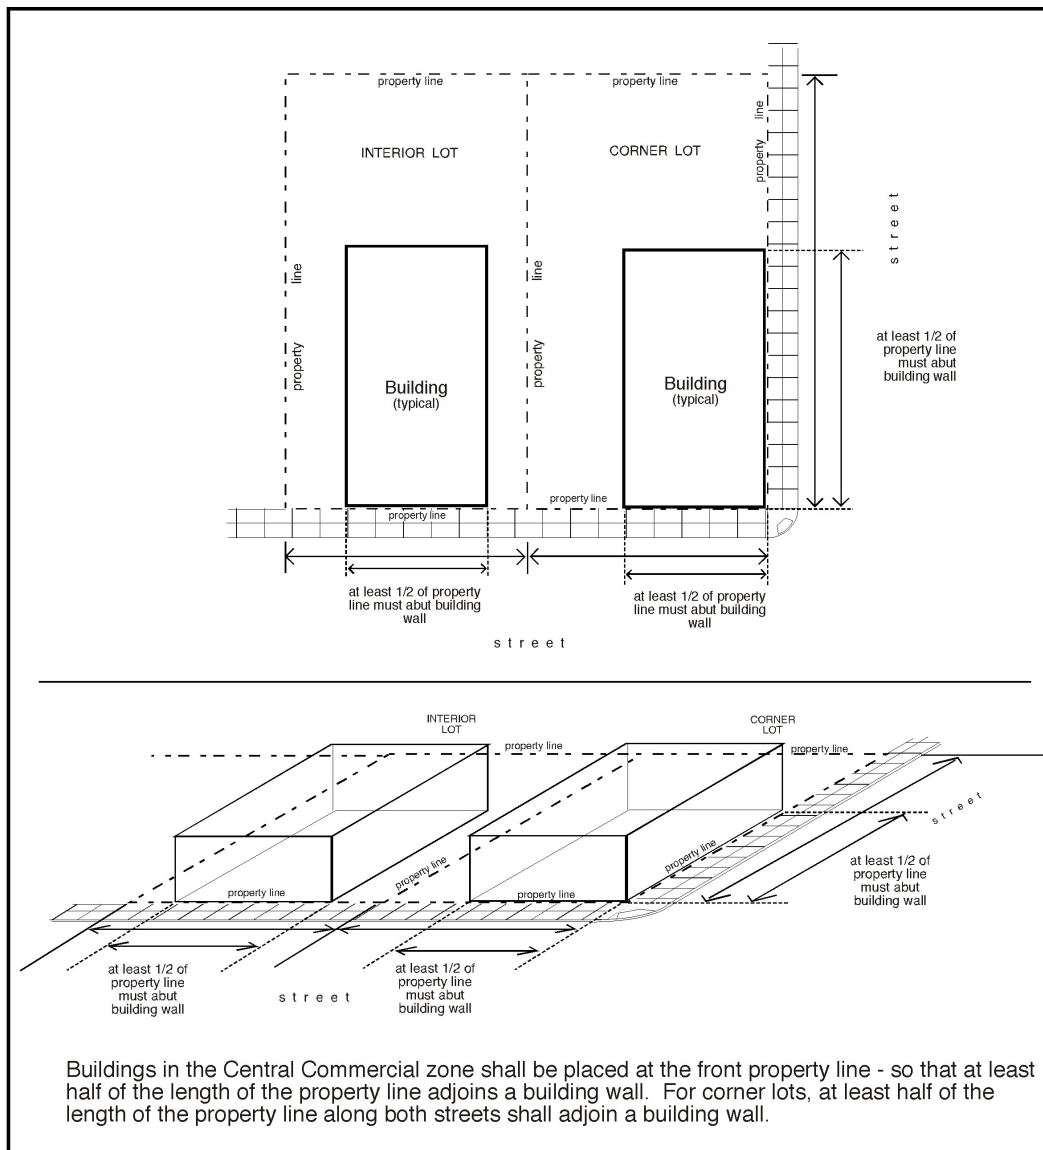 property line
property line
property line
INTERIOR LOT
CORNER LOT
street
property line
property line
at least 1/2 of
property line
must abut
building wall
Building
(typical)
Building
(typical)
property line
property line
at least 1/2 of property
line must abut building
wall
at least 1/2 of property
line must abut building
wall
street
INTERIOR
LOT
CORNER
LOT
property line
property line
street
property line
property line
at least 1/2 of
property line
must abut
building wall
property line
property line
at least 1/2 of
property line
must abut
building wall
at least 1/2 of
property line
must abut
building wall
street
Buildings in the Central Commercial zone shall be placed at the front property line - so that at least
half of the length of the property line adjoins a building wall.  For corner lots, at least half of the
length of the property line along both streets shall adjoin a building wall.